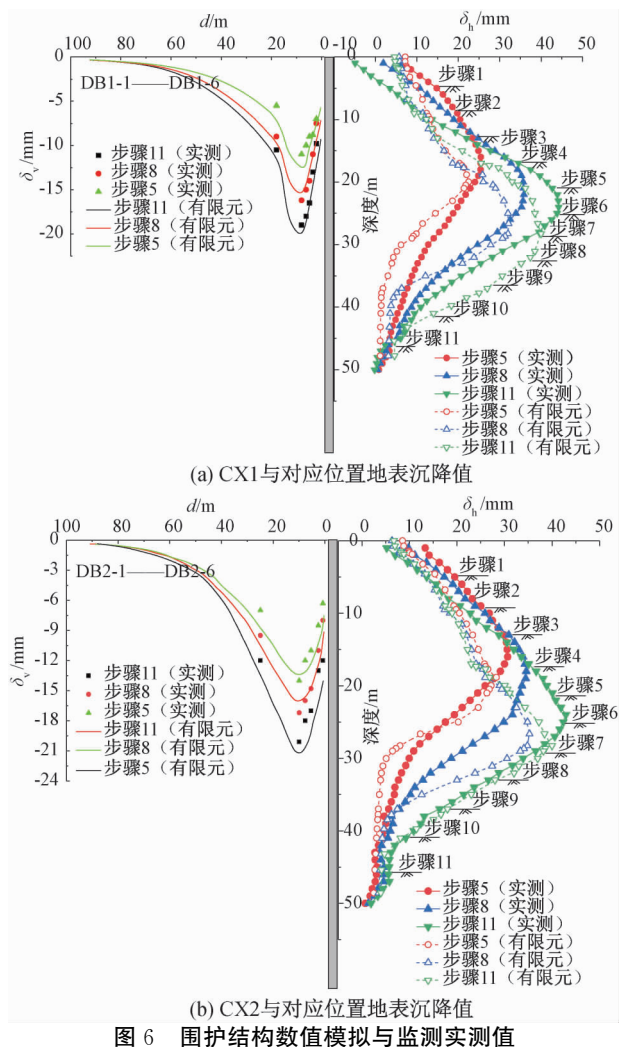 d/m
100 80 60 40 20 0
0
-5
-10
-15
-20
δv/mm
DB1-1——DB1-6
步骤11（实测）
步骤8（实测）
步骤5（实测）
步骤11（有限元）
步骤8（有限元）
步骤5（有限元）
δh/mm
-10 0 10 20 30 40 50
10
20
30
40
50
深度/m
步骤1
步骤2
步骤3
步骤4
步骤5
步骤6
步骤7
步骤8
步骤9
步骤10
步骤11
步骤5（实测）
步骤8（实测）
步骤11（实测）
步骤5（有限元）
步骤8（有限元）
步骤11（有限元）
(a) CX1与对应位置地表沉降值
d/m
100 80 60 40 20 0
0
-3
-6
-9
-12
-15
-18
-21
-24
δv/mm
DB2-1——DB2-6
步骤11（实测）
步骤8（实测）
步骤5（实测）
步骤11（有限元）
步骤8（有限元）
步骤5（有限元）
δh/mm
0 10 20 30 40 50
0
-10
-20
-30
-40
-50
深度/m
步骤1
步骤2
步骤3
步骤4
步骤5
步骤6
步骤7
步骤8
步骤9
步骤10
步骤11
步骤5（实测）
步骤8（实测）
步骤11（实测）
步骤5（有限元）
步骤8（有限元）
步骤11（有限元）
(b) CX2与对应位置地表沉降值
图 6 围护结构数值模拟与监测实测值